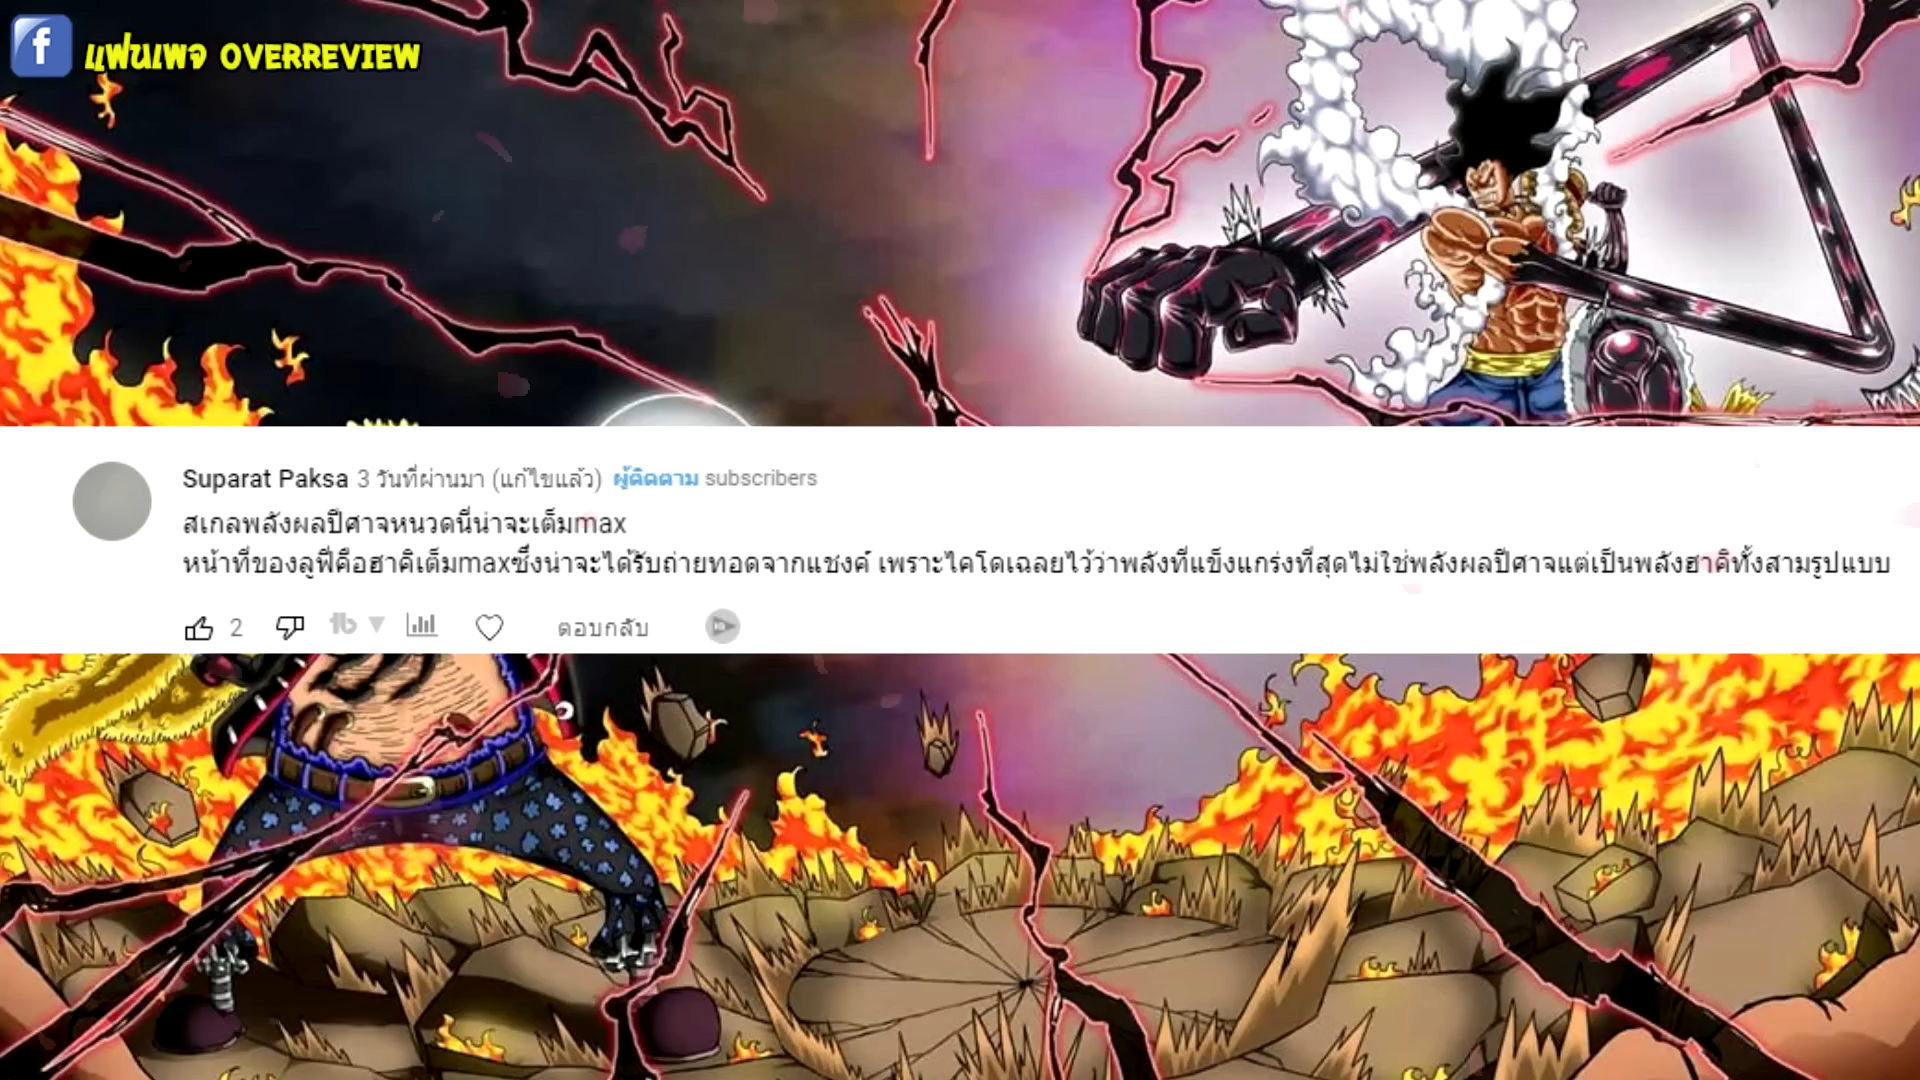 f แฟนเพจ OVERREVIEW
Suparat Paksa 3 วันที่ผ่านมา (แก้ไขแล้ว) ผู้ติดตาม subscribers
สเกลพลังผลปีศาจหนวดนี่น่าจะเต็มmax
หน้าที่ของลูฟี่คือฮาคิเต็มmaxซึ่งน่าจะได้รับถ่ายทอดจากแชงค์ เพราะไคโดเฉลยไว้ว่าพลังที่แข็งแกร่งที่สุดไม่ใช่พลังผลปีศาจแต่เป็นพลังฮาคิทั้งสามรูปแบบ
2 ตอบกลับ